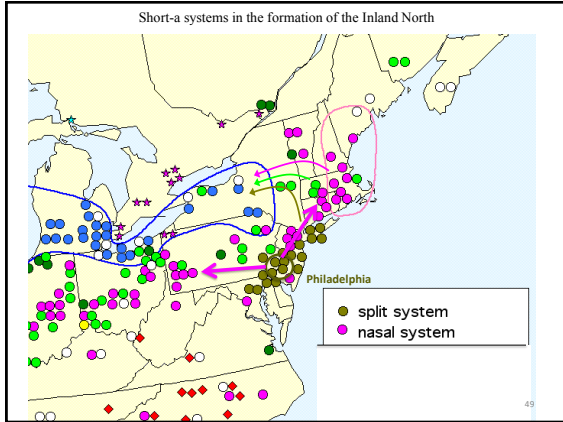 Short-a systems in the formation of the Inland North
Philadelphia
split system
nasal system
49